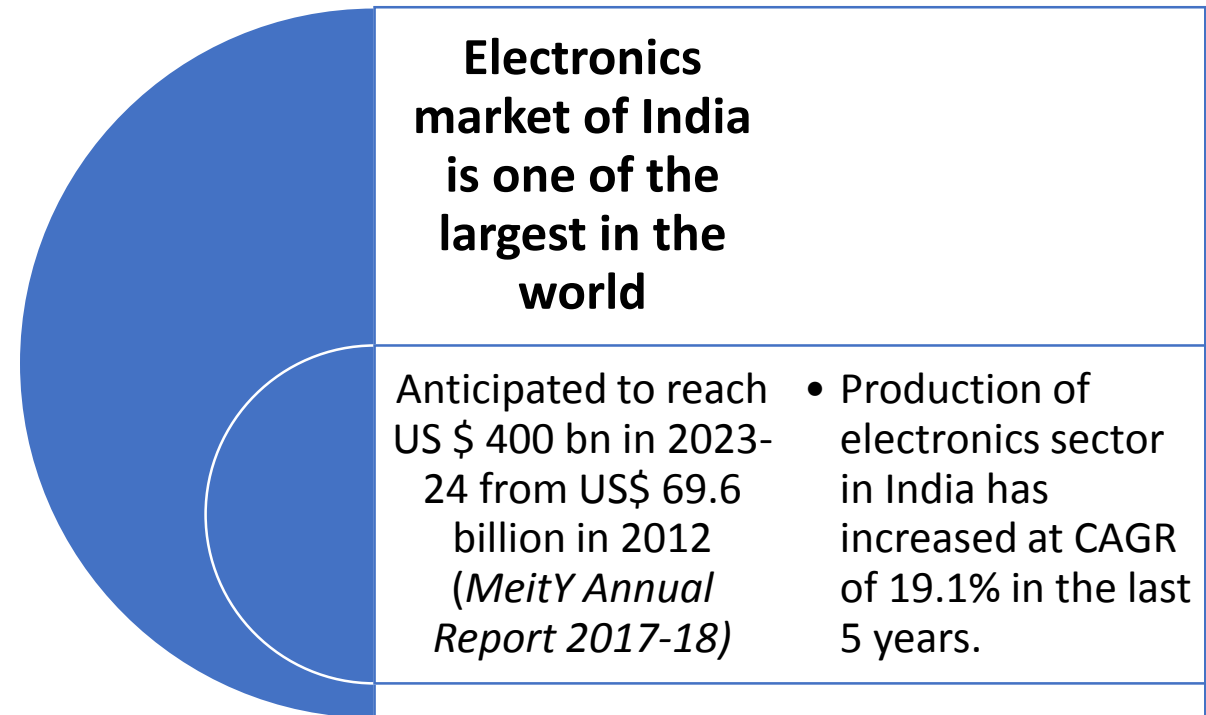 Electronics
market of India
is one of the
largest in the
world
Anticipated to reach
US $ 400 bn in 2023-
24 from US$ 69.6
billion in 2012
(MeitY Annual
Report 2017-18)
• Production of
electronics sector
in India has
increased at CAGR
of 19.1% in the last
5 years.